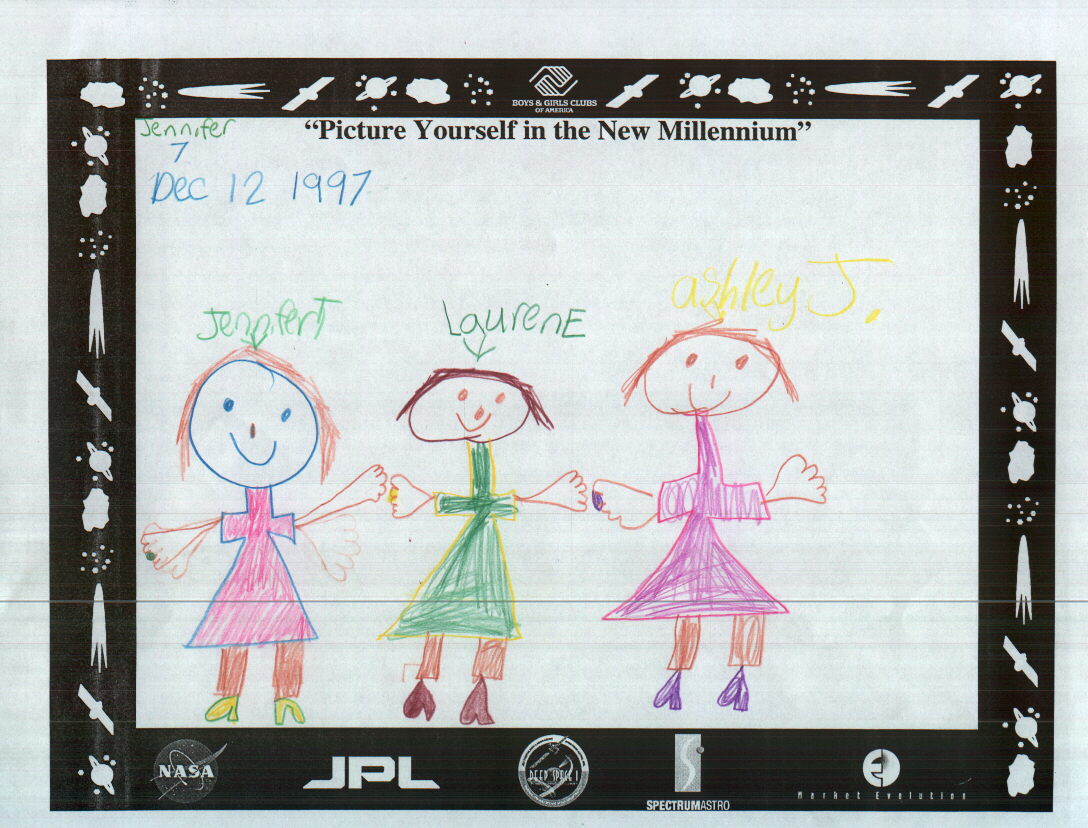 BOYS & GIRLS CLUBS
OF AMERICA
“Picture Yourself in the New Millennium”
Jennifer
7
Dec 12 1997
JenniferT
LaurenE
ashley J.
NASA
JPL
DEEP SPACE 1
SPECTRUMASTRO
Market Evolution